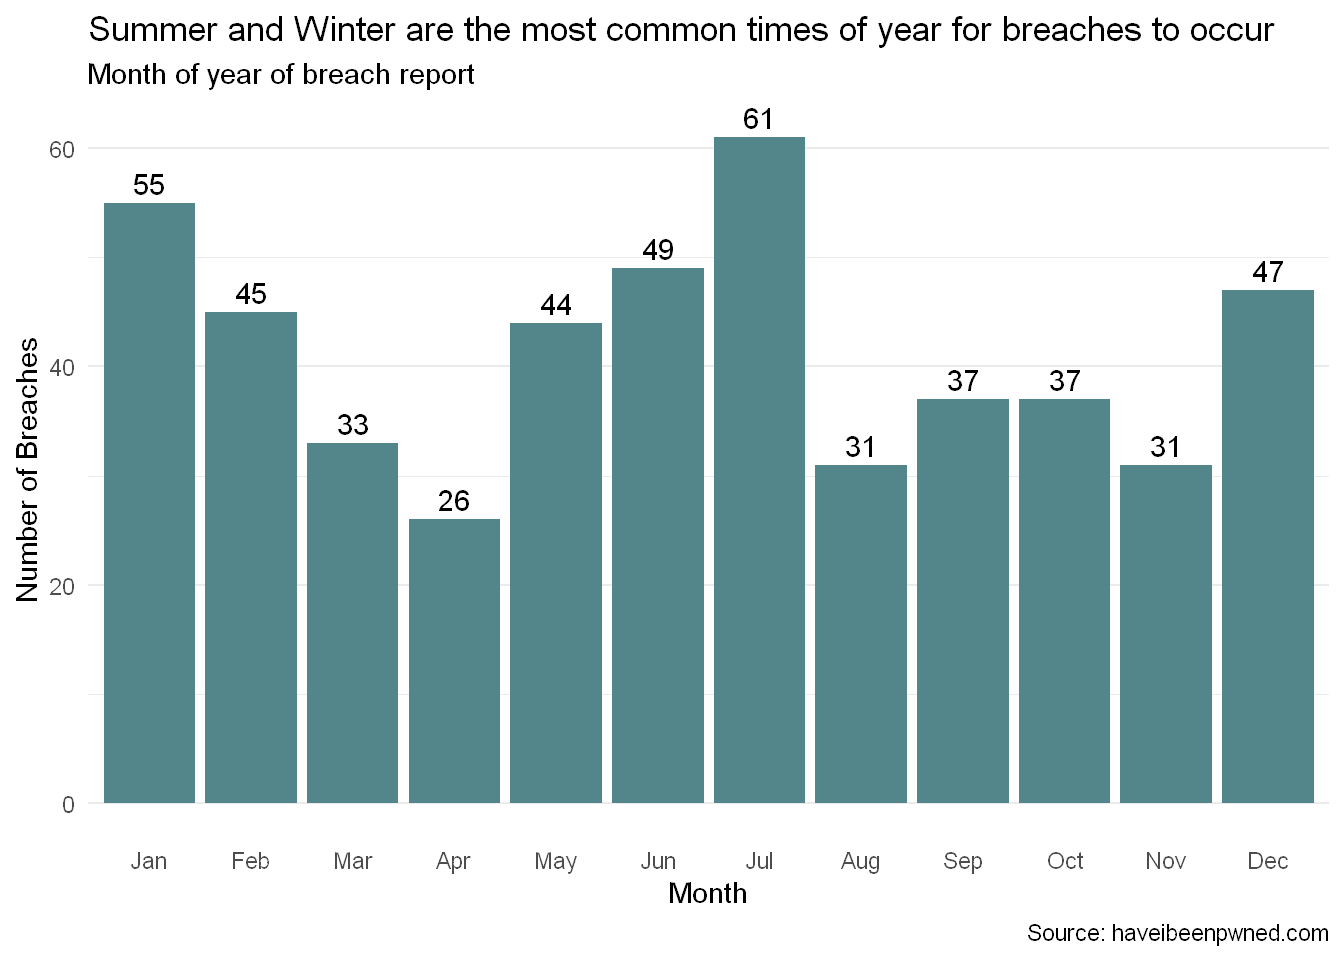 Summer and Winter are the most common times of year for breaches to occur
Month of year of breach report
61
60
55
49
47
45
44
40
37
37
33
31
31
26
20
0
Number of Breaches
Jan
Feb
Mar
Apr
May
Jun
Jul
Aug
Sep
Oct
Nov
Dec
Month
Source: haveibeenpwned.com